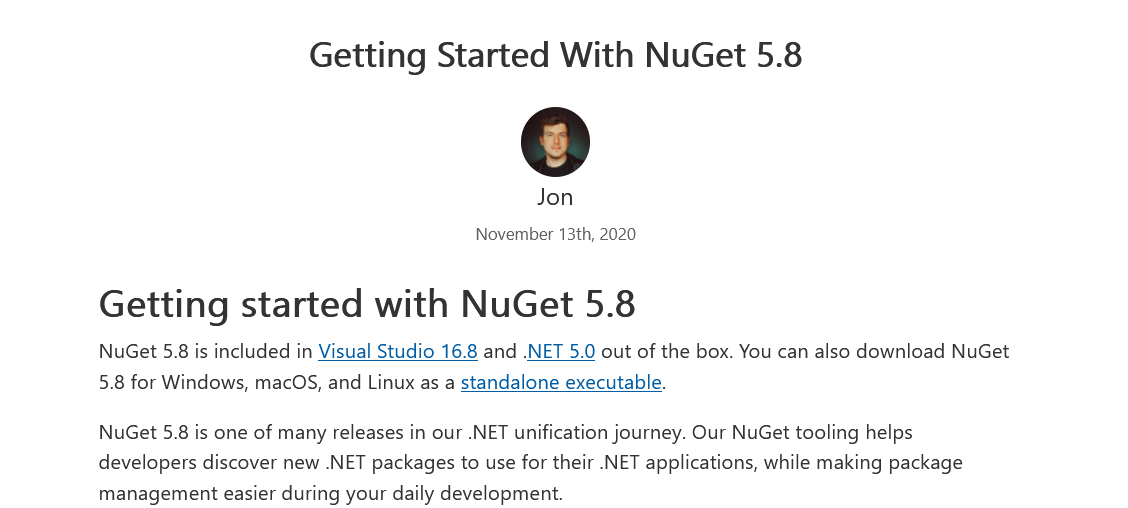 Getting Started With NuGet 5.8
Jon
November 13th, 2020
Getting started with NuGet 5.8
NuGet 5.8 is included in Visual Studio 16.8 and .NET 5.0 out of the box. You can also download NuGet
5.8 for Windows, macOS, and Linux as a standalone executable.
NuGet 5.8 is one of many releases in our .NET unification journey. Our NuGet tooling helps
developers discover new .NET packages to use for their .NET applications, while making package
management easier during your daily development.